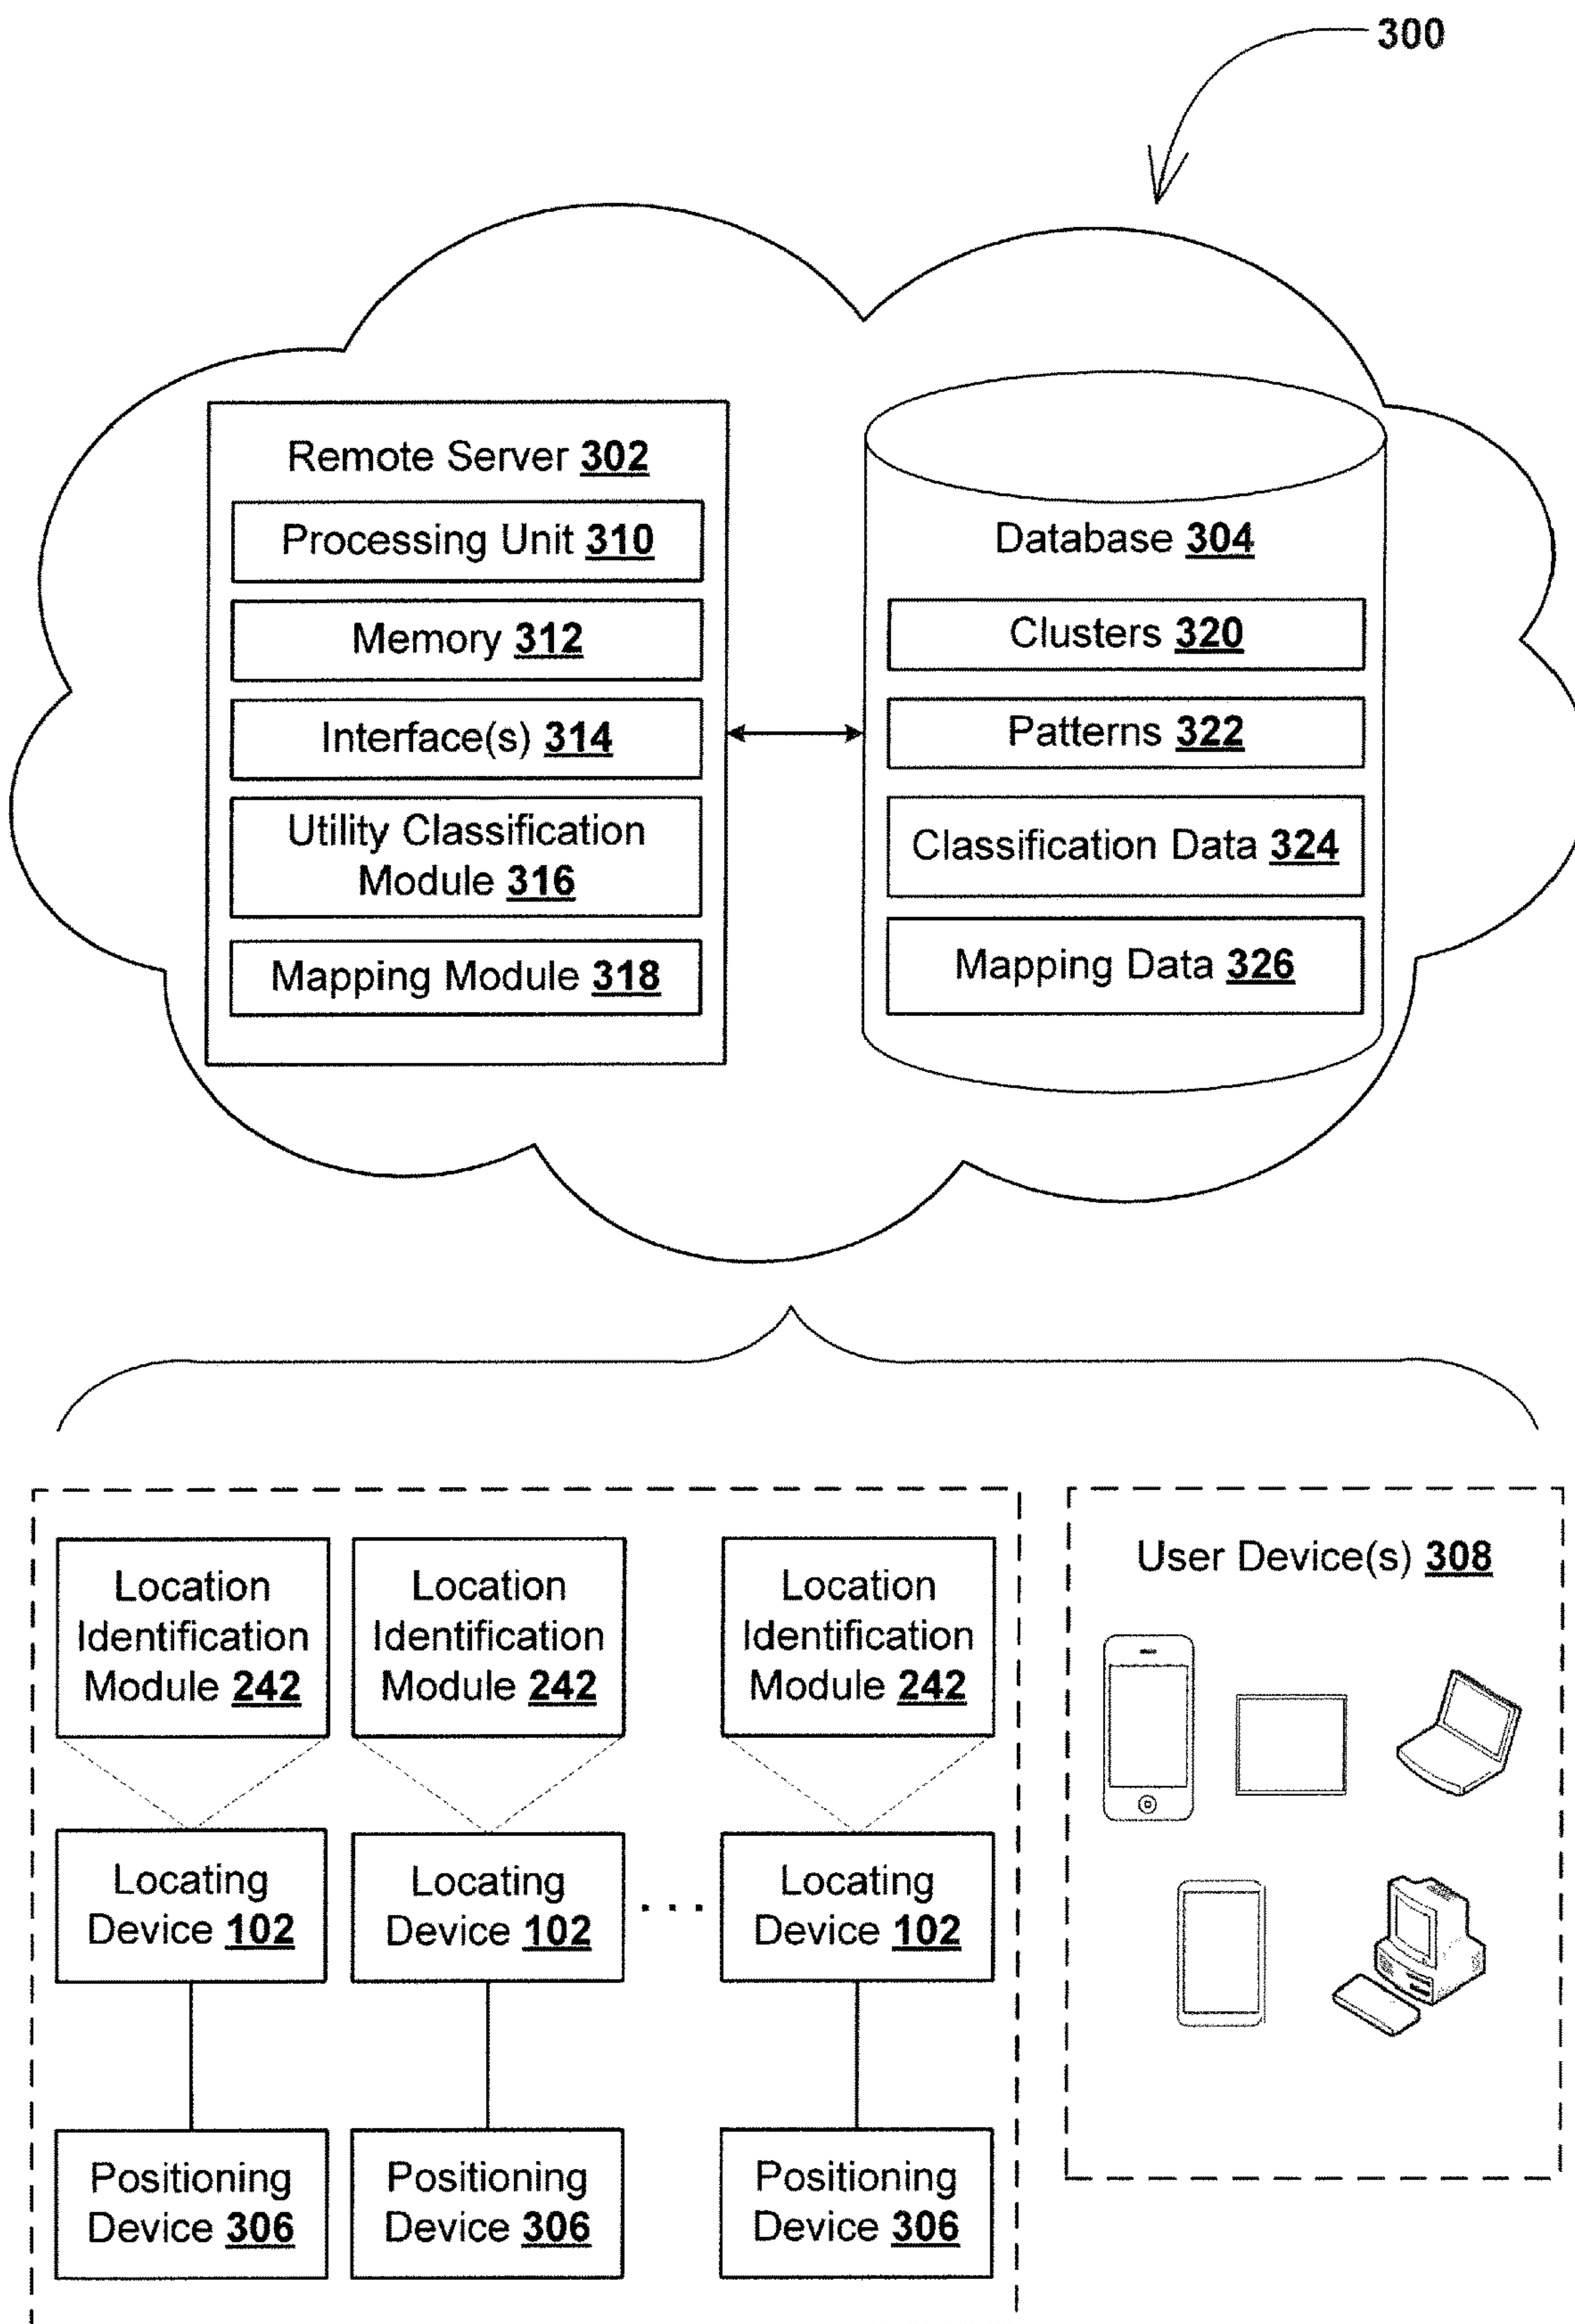 300
Remote Server 302
Processing Unit 310
Memory 312
Interface(s) 314
Utility Classification
Module 316
Mapping Module 318
Database 304
Clusters 320
Patterns 322
Classification Data 324
Mapping Data 326
Location
Identification
Module 242
Location
Identification
Module 242
Location
Identification
Module 242
Locating
Device 102
Locating
Device 102
...
Locating
Device 102
Positioning
Device 306
Positioning
Device 306
Positioning
Device 306
User Device(s) 308